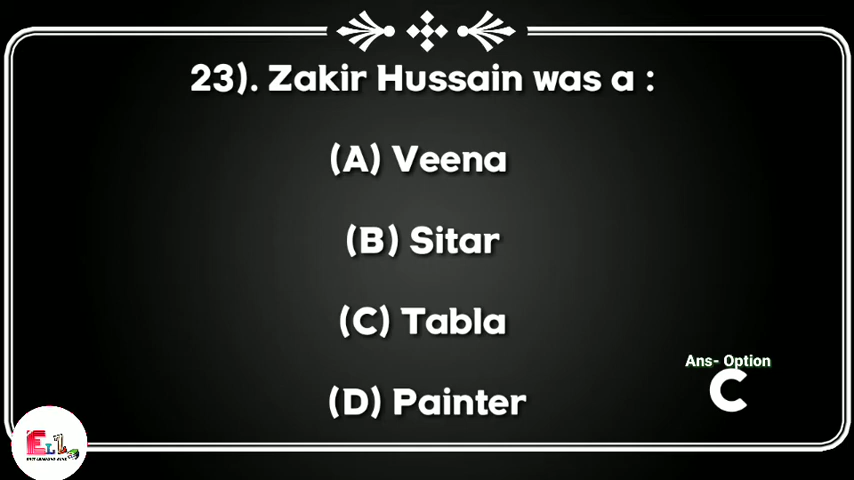 23). Zakir Hussain was a :
(A) Veena
(B) Sitar
(C) Tabla
(D) Painter
Ans- Option
C